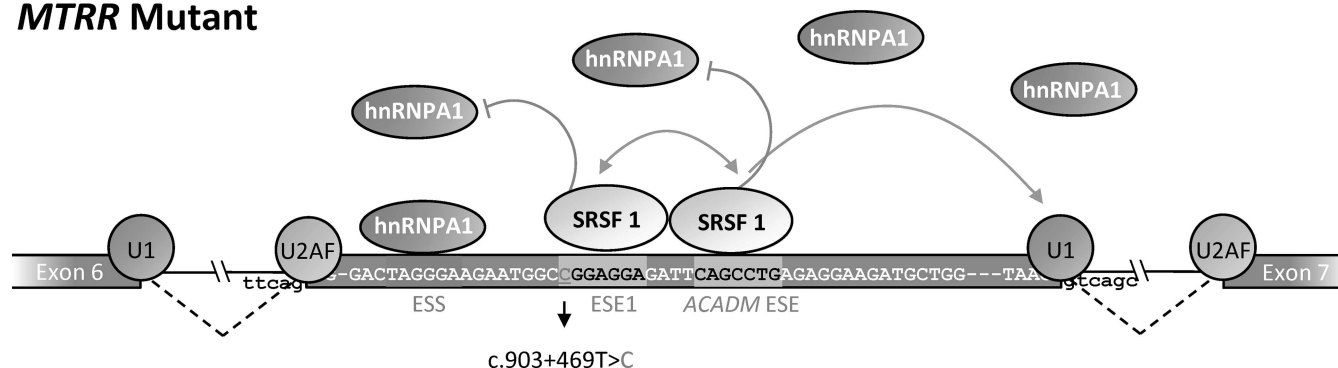 MTRR Mutant
hnRNPA1
hnRNPA1
hnRNPA1
hnRNPA1
SRSF 1
SRSF 1
hnRNPA1
U1
U2AF
U1
U2AF
Exon 6
ttcag
G-GACTAGGGAAGAATGGCCGGAGGAGATTCAGCCTGAGAGGAAGATGCTGG---TAA
gtcagc
Exon 7
ESS
ESE1
ACADM ESE
c.903+469T>C